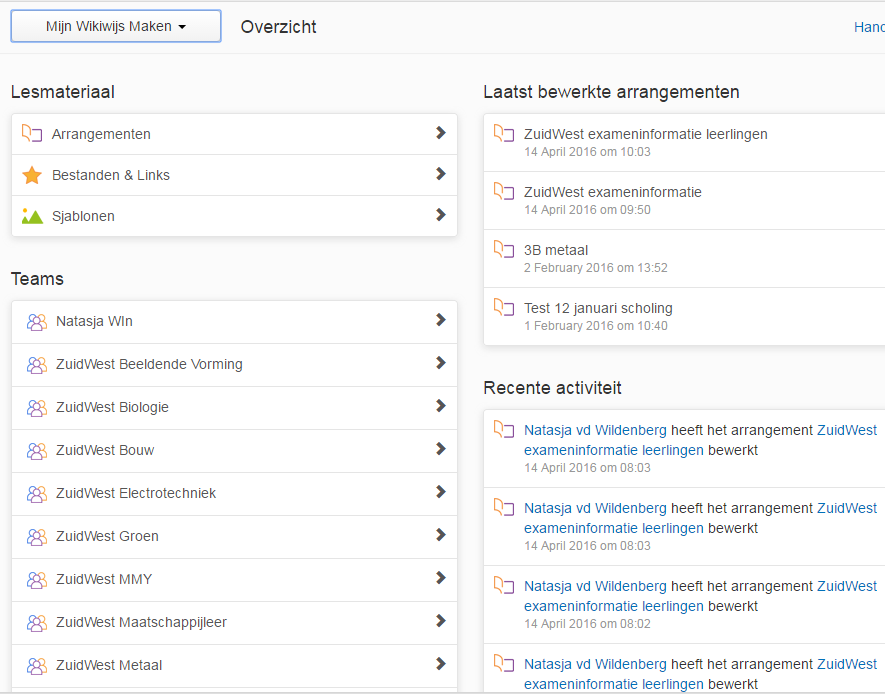 Mijn Wikiwijs Maken
Overzicht
Lesmateriaal
Arrangementen
Bestanden & Links
Sjablonen
Teams
Natasja WIn
ZuidWest Beeldende Vorming
ZuidWest Biologie
ZuidWest Bouw
ZuidWest Electrotechniek
ZuidWest Groen
ZuidWest MMY
ZuidWest Maatschappijleer
ZuidWest Metaal
Hand
Laatst bewerkte arrangementen
ZuidWest exameninformatie leerlingen
14 April 2016 om 10:03
ZuidWest exameninformatie
14 April 2016 om 09:50
3B metaal
2 February 2016 om 13:52
Test 12 januari scholing
1 February 2016 om 10:40
Recente activiteit
Natasja vd Wildenberg heeft het arrangement ZuidWest
exameninformatie leerlingen bewerkt
14 April 2016 om 08:03
Natasja vd Wildenberg heeft het arrangement ZuidWest
exameninformatie leerlingen bewerkt
14 April 2016 om 08:03
Natasja vd Wildenberg heeft het arrangement ZuidWest
exameninformatie leerlingen bewerkt
14 April 2016 om 08:02
Natasja vd Wildenberg heeft het arrangement ZuidWest
exameninformatie leerlingen bewerkt